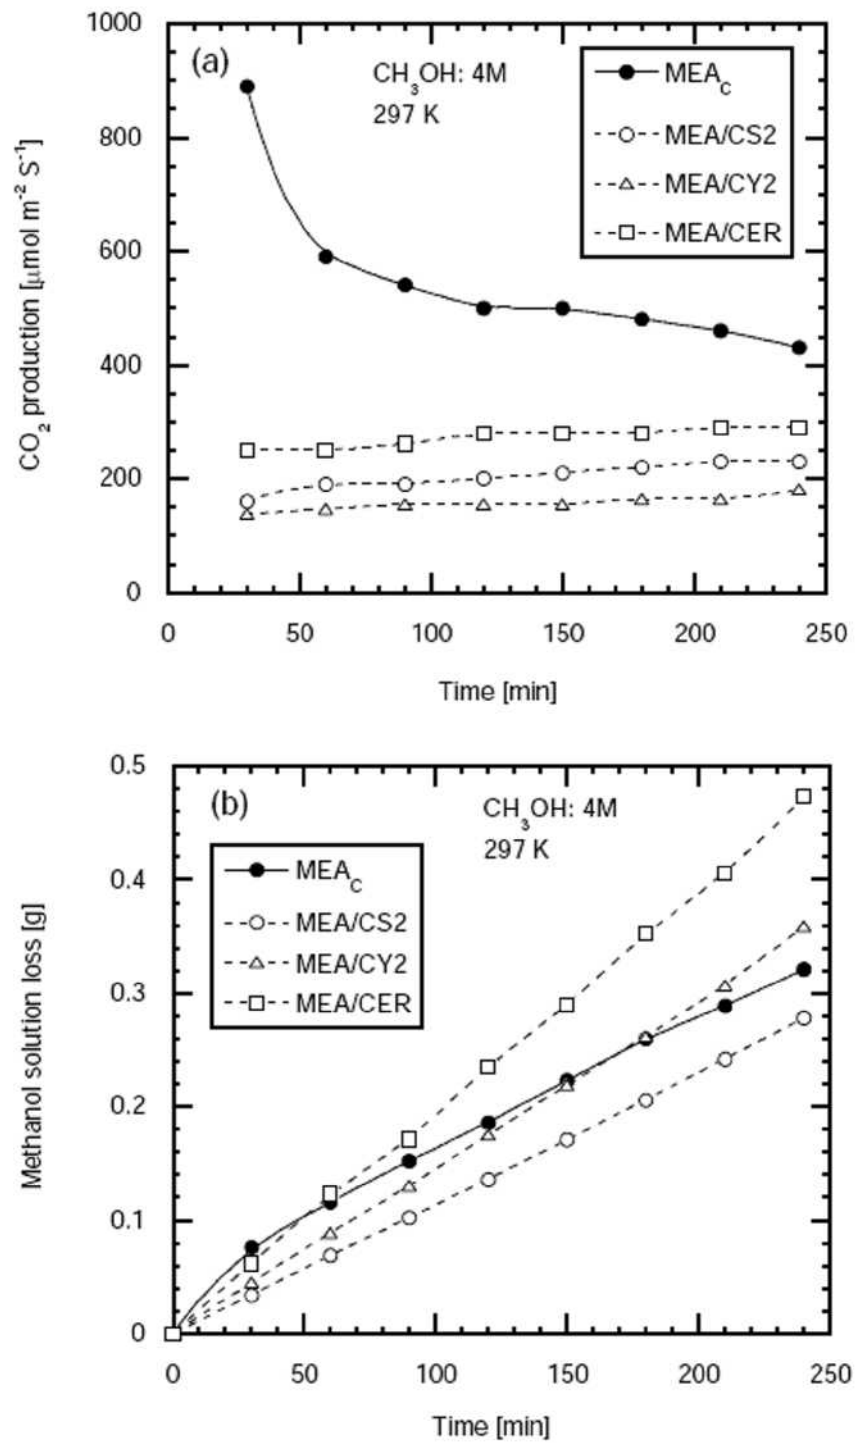 1000
(a)
CH₃OH: 4M
297 K
MEA_C
MEA/CS2
MEA/CY2
MEA/CER
800
600
400
200
0
CO₂ production [μmol m⁻² S⁻¹]
0 50 100 150 200 250
Time [min]
0.5
(b)
CH₃OH: 4M
297 K
MEA_C
MEA/CS2
MEA/CY2
MEA/CER
0.4
0.3
0.2
0.1
0
Methanol solution loss [g]
0 50 100 150 200 250
Time [min]